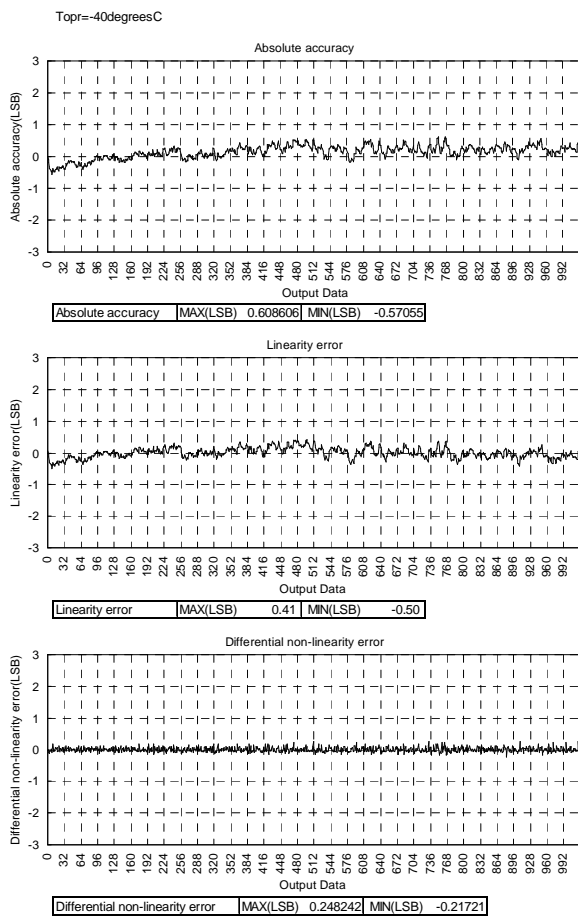 Topr=-40degreesC
Absolute accuracy
Absolute accuracy(LSB)
3
2
1
0
-1
-2
-3
0 32 64 96 128 160 192 224 256 288 320 352 384 416 448 480 512 544 576 608 640 672 704 736 768 800 832 864 896 928 960 992
Output Data
Absolute accuracy MAX(LSB) 0.608606 MIN(LSB) -0.57055
Linearity error
Linearity error(LSB)
3
2
1
0
-1
-2
-3
0 32 64 96 128 160 192 224 256 288 320 352 384 416 448 480 512 544 576 608 640 672 704 736 768 800 832 864 896 928 960 992
Output Data
Linearity error MAX(LSB) 0.41 MIN(LSB) -0.50
Differential non-linearity error
Differential non-linearity error(LSB)
3
2
1
0
-1
-2
-3
0 32 64 96 128 160 192 224 256 288 320 352 384 416 448 480 512 544 576 608 640 672 704 736 768 800 832 864 896 928 960 992
Output Data
Differential non-linearity error MAX(LSB) 0.248242 MIN(LSB) -0.21721